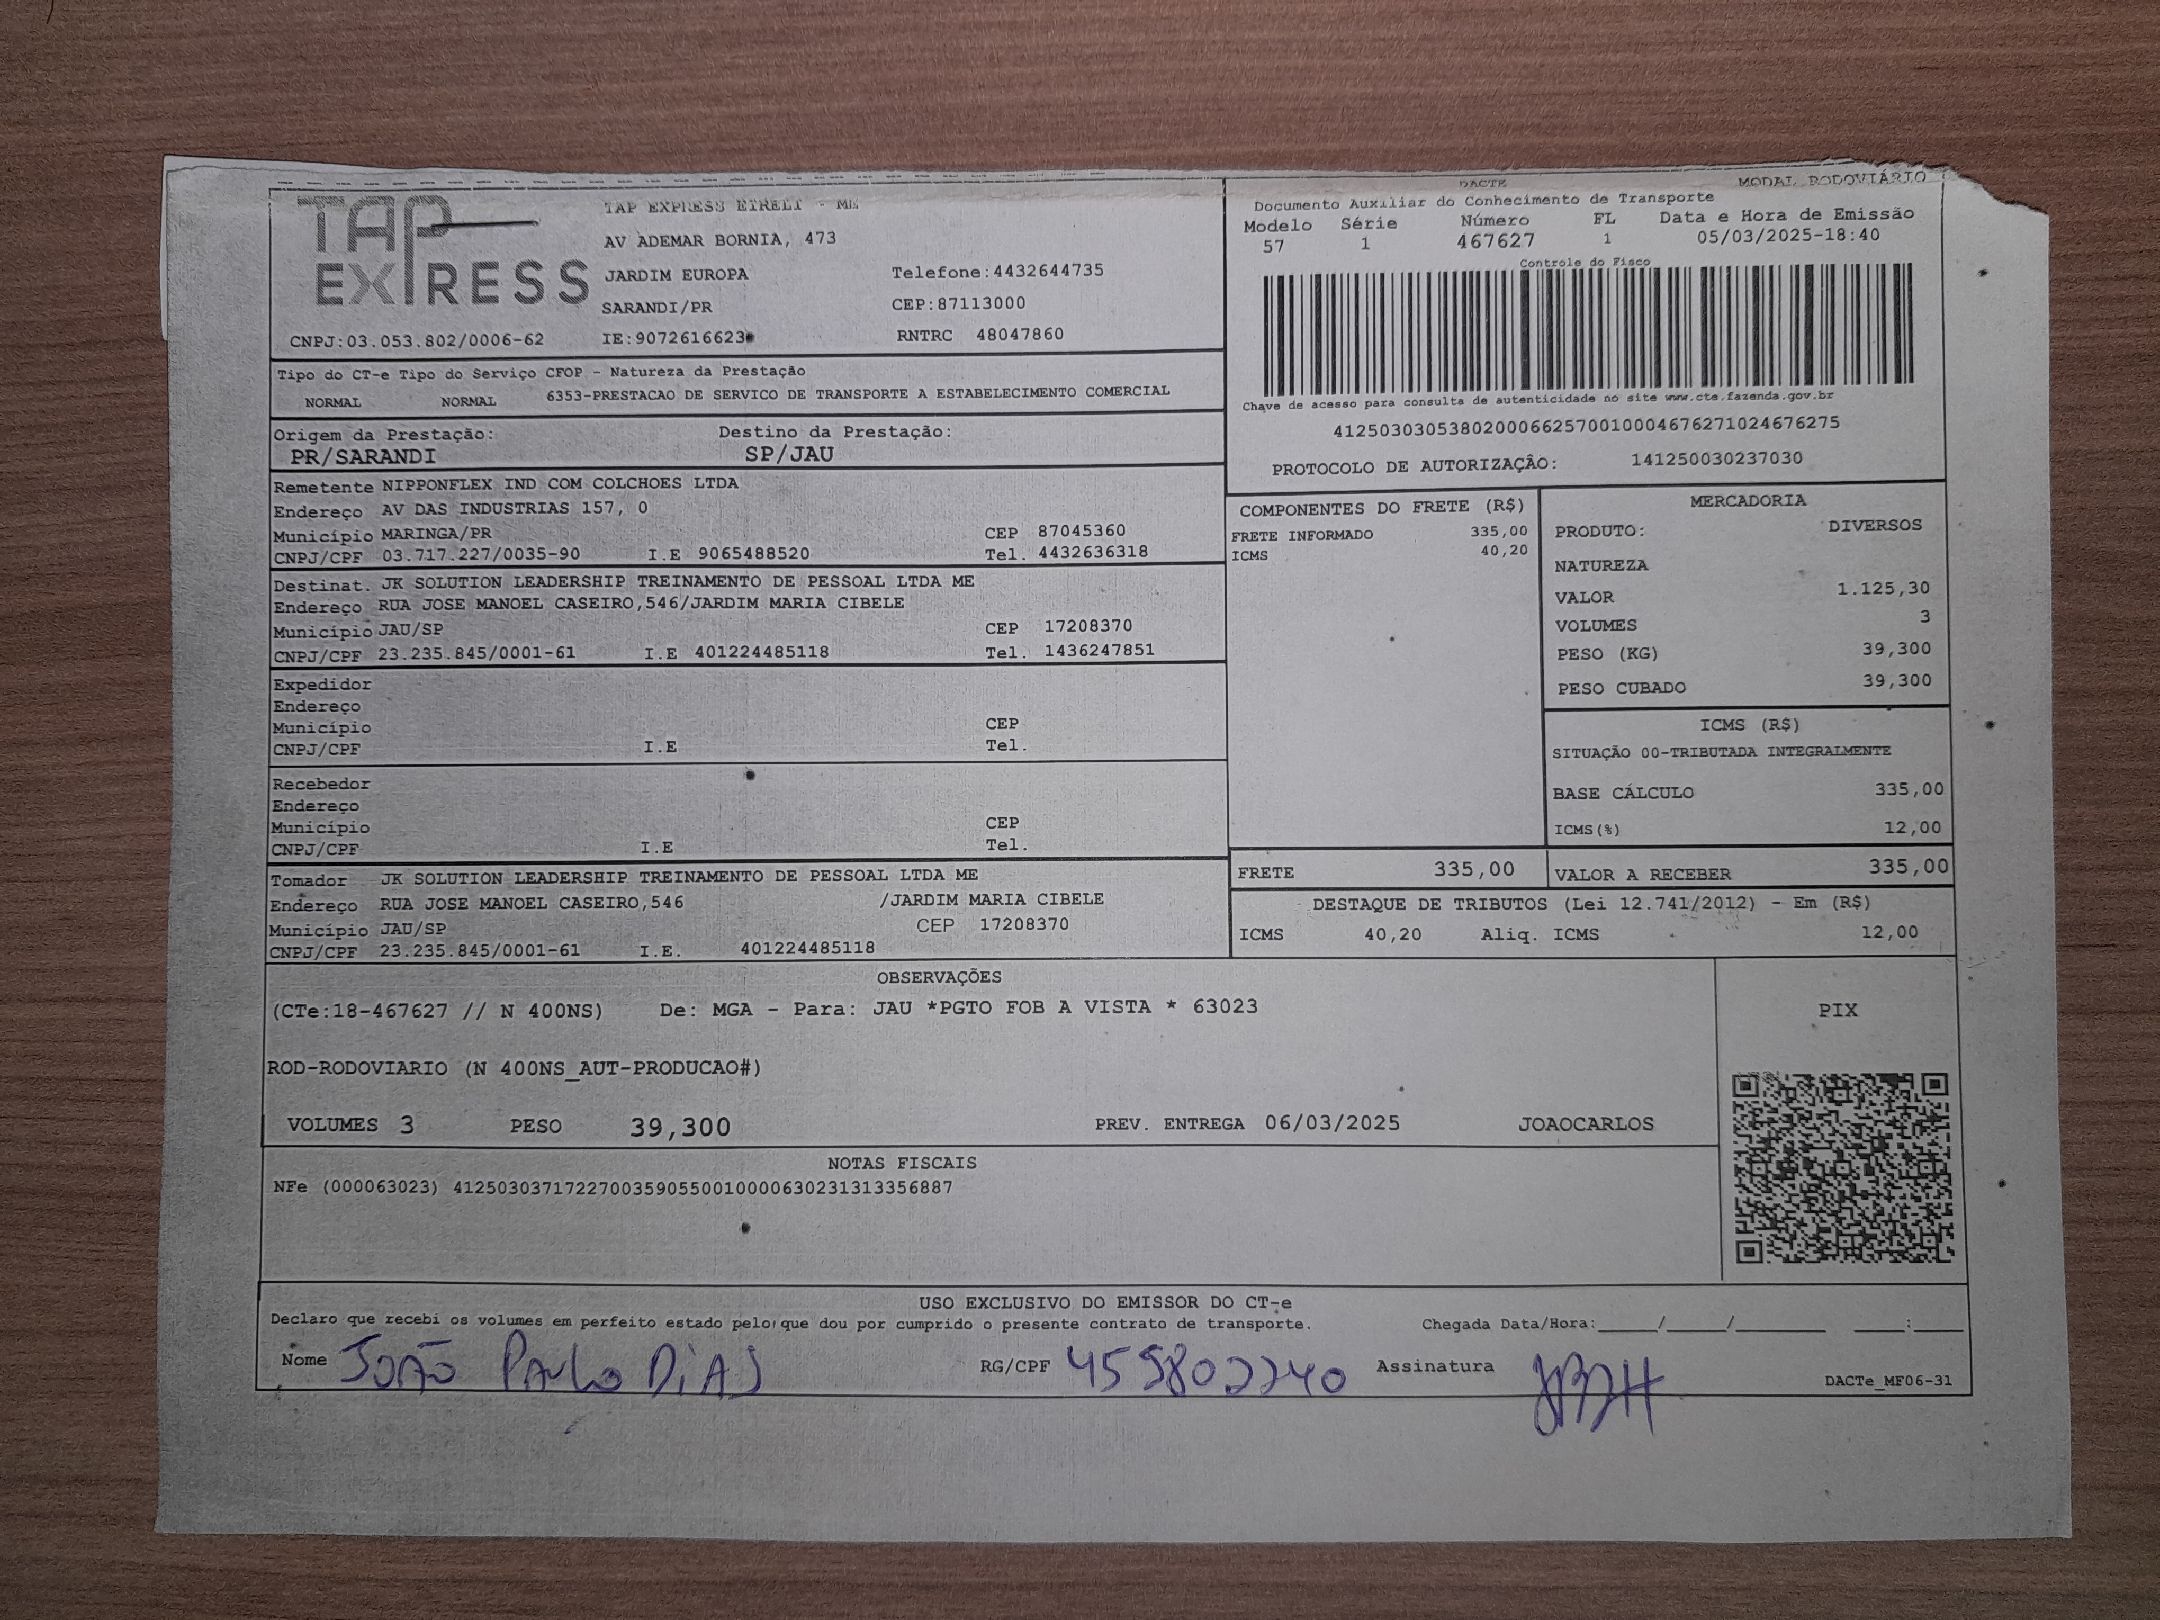 TAP
EXPRESS
TAP EXPRESS EIRELI - ME
AV ADEMAR BORNIA, 473
JARDIM EUROPA Telefone:4432644735
SARANDI/PR CEP:87113000
CNPJ:03.053.802/0006-62 IE:9072616623 RNTRC 48047860
DACTE MODAL RODOVIÁRIO
Documento Auxiliar do Conhecimento de Transporte
Modelo Série Número FL Data e Hora de Emissão
57 1 467627 1 05/03/2025-18:40
Controle do Fisco
Chave de acesso para consulta de autenticidade no site www.cte.fazenda.gov.br
41250303053802000662570010004676271024676275
PROTOCOLO DE AUTORIZAÇÃO: 141250030237030
Tipo do CT-e Tipo do Serviço CFOP - Natureza da Prestação
NORMAL NORMAL 6353-PRESTACAO DE SERVICO DE TRANSPORTE A ESTABELECIMENTO COMERCIAL
Origem da Prestação: Destino da Prestação:
PR/SARANDI SP/JAU
Remetente NIPPONFLEX IND COM COLCHOES LTDA
Endereço AV DAS INDUSTRIAS 157, 0
Município MARINGA/PR CEP 87045360
CNPJ/CPF 03.717.227/0035-90 I.E 9065488520 Tel. 4432636318
Destinat. JK SOLUTION LEADERSHIP TREINAMENTO DE PESSOAL LTDA ME
Endereço RUA JOSE MANOEL CASEIRO,546/JARDIM MARIA CIBELE
Município JAU/SP CEP 17208370
CNPJ/CPF 23.235.845/0001-61 I.E 401224485118 Tel. 1436247851
Expedidor
Endereço
Município CEP
CNPJ/CPF I.E Tel.
Recebedor
Endereço
Município CEP
CNPJ/CPF I.E Tel.
Tomador JK SOLUTION LEADERSHIP TREINAMENTO DE PESSOAL LTDA ME
Endereço RUA JOSE MANOEL CASEIRO,546 /JARDIM MARIA CIBELE
Município JAU/SP CEP 17208370
CNPJ/CPF 23.235.845/0001-61 I.E. 401224485118
COMPONENTES DO FRETE (R$)
FRETE INFORMADO 335,00
ICMS 40,20
MERCADORIA
PRODUTO: DIVERSOS
NATUREZA
VALOR 1.125,30
VOLUMES 3
PESO (KG) 39,300
PESO CUBADO 39,300
ICMS (R$)
SITUAÇÃO 00-TRIBUTADA INTEGRALMENTE
BASE CÁLCULO 335,00
ICMS(%) 12,00
FRETE 335,00 VALOR A RECEBER 335,00
DESTAQUE DE TRIBUTOS (Lei 12.741/2012) - Em (R$)
ICMS 40,20 Aliq. ICMS 12,00
OBSERVAÇÕES
(CTe:18-467627 // N 400NS) De: MGA - Para: JAU *PGTO FOB A VISTA * 63023
ROD-RODOVIARIO (N 400NS_AUT-PRODUCAO#)
VOLUMES 3 PESO 39,300 PREV. ENTREGA 06/03/2025 JOAOCARLOS
PIX
NOTAS FISCAIS
NFe (000063023) 41250303717227003590550010000630231313356887
USO EXCLUSIVO DO EMISSOR DO CT-e
Declaro que recebi os volumes em perfeito estado pelo que dou por cumprido o presente contrato de transporte. Chegada Data/Hora:_____/_____/________ _____:_____
Nome JOÃO PAULO DIAS RG/CPF 459802240 Assinatura
DACTe_MF06-31